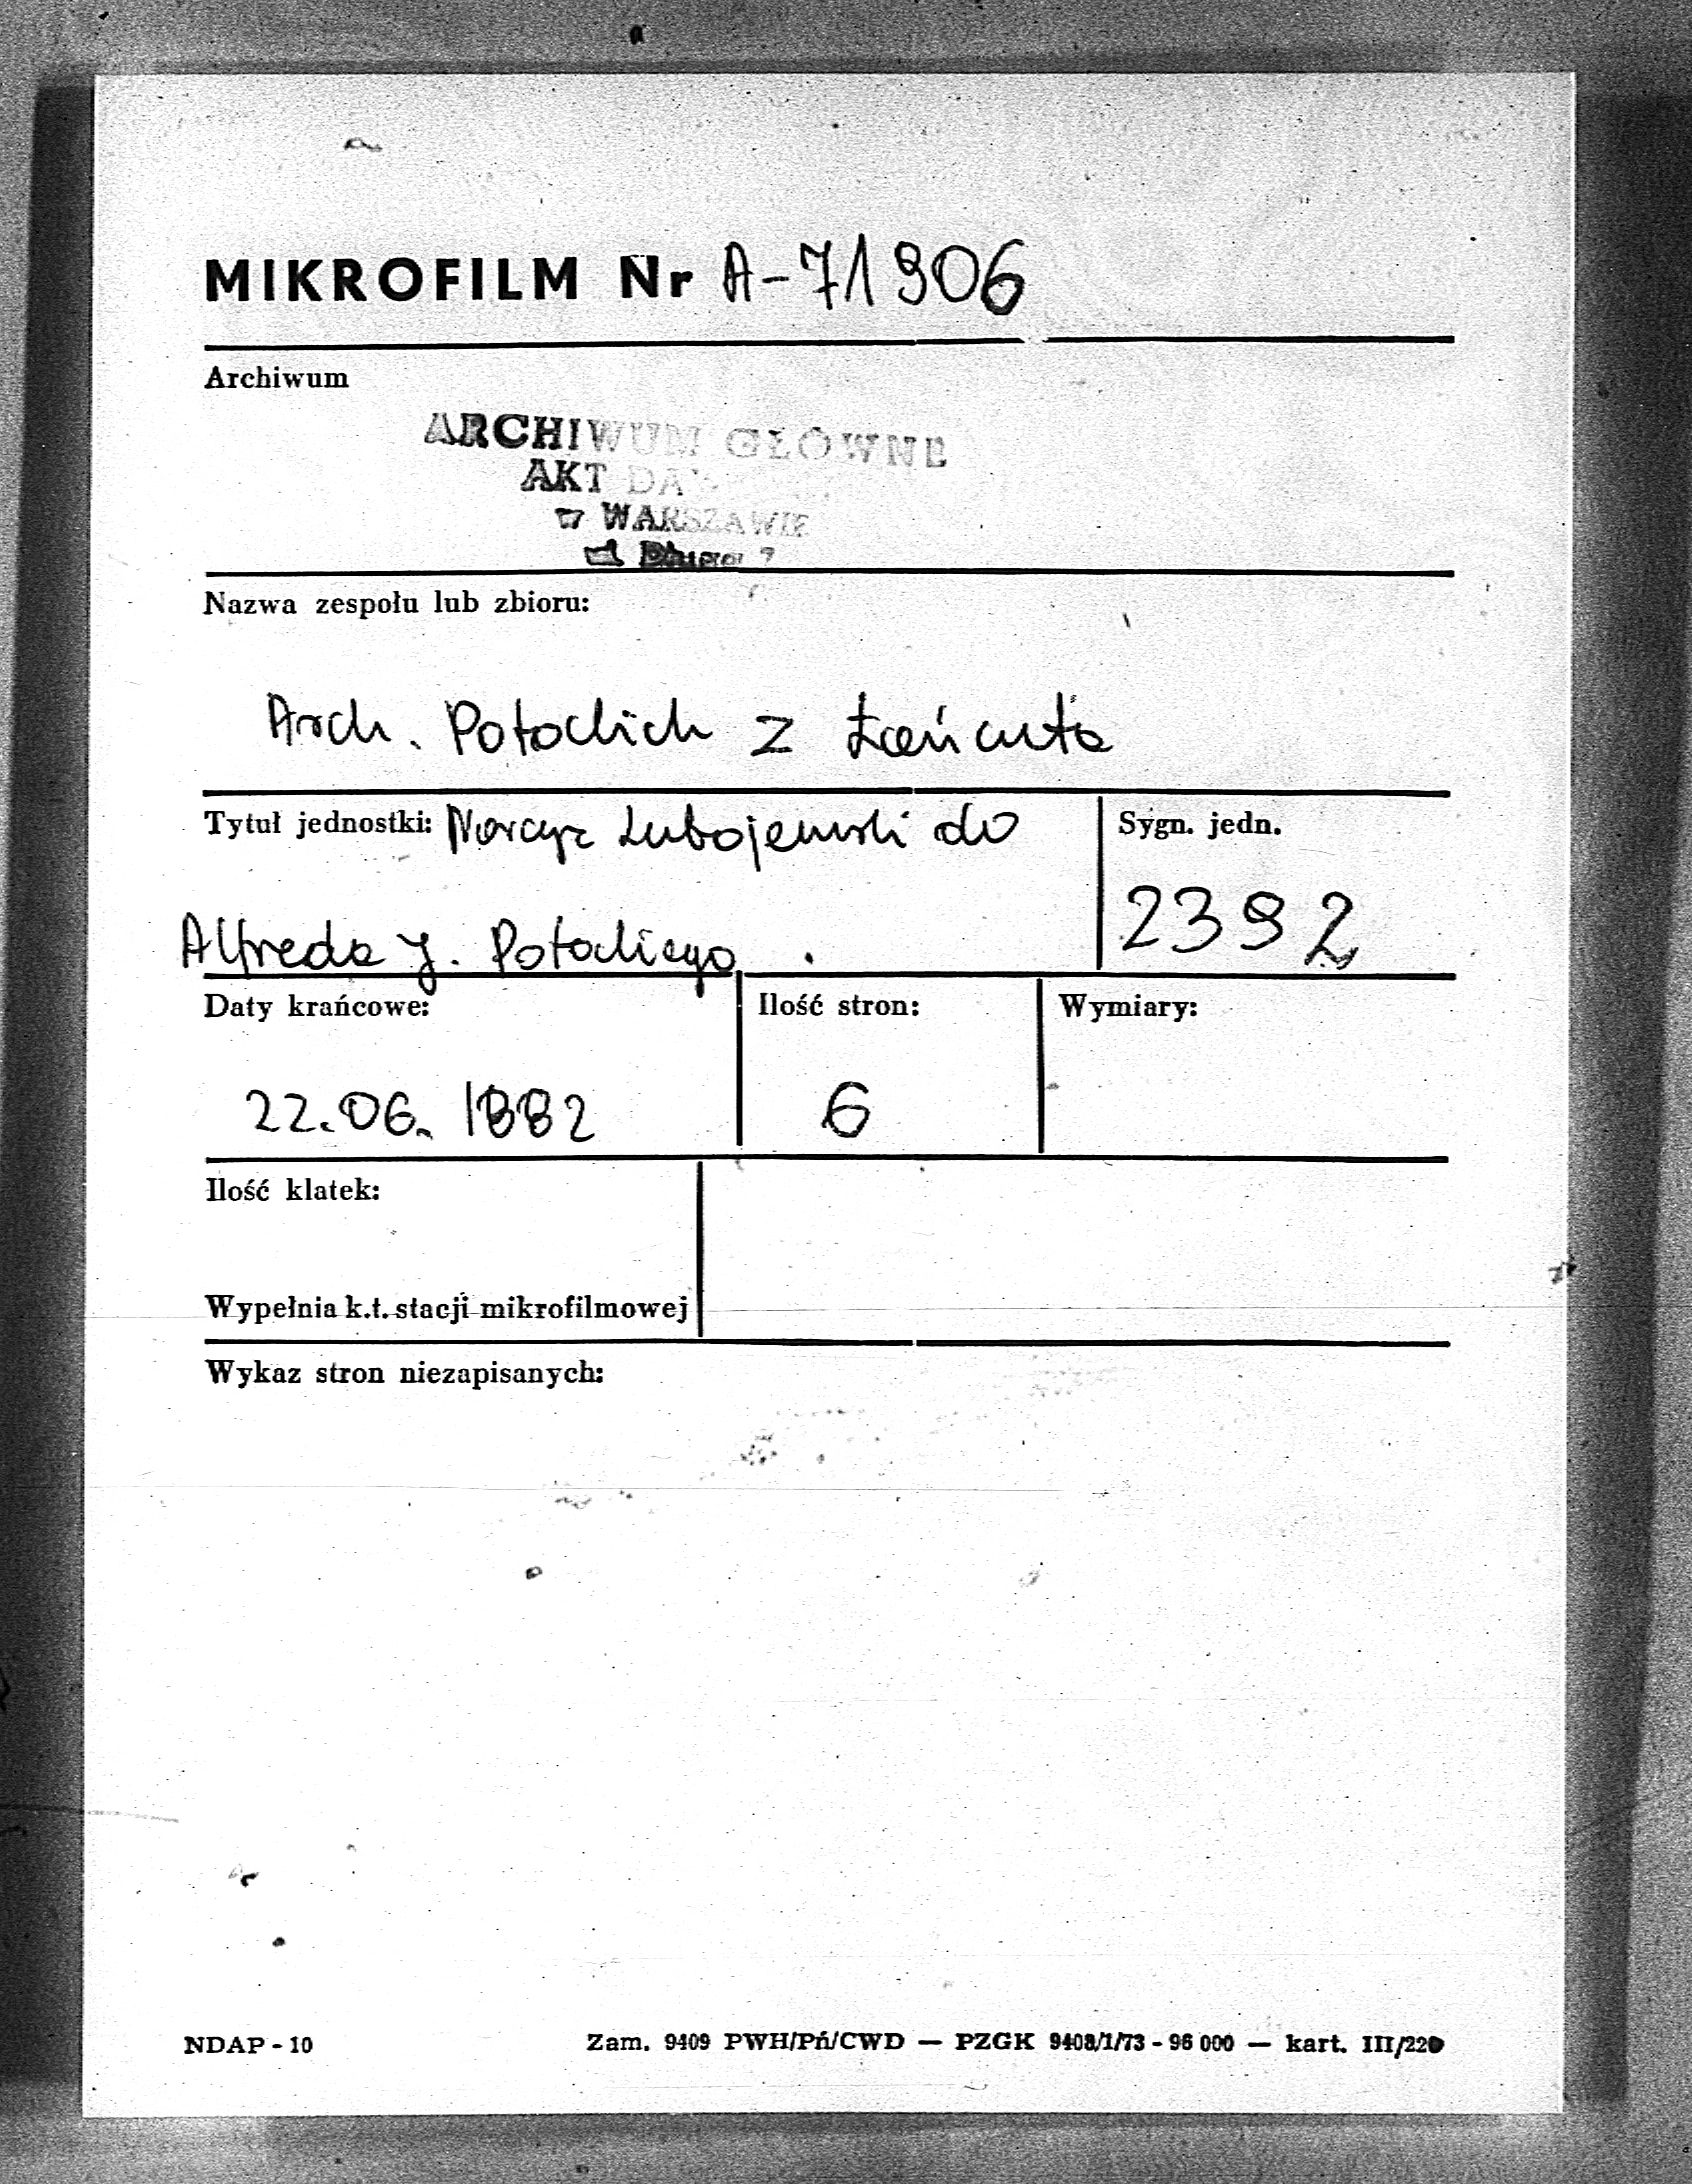 MIKROFILM Nr A-71906
Archiwum
ARCHIWUM GŁÓWNE
AKT
w WARSZAWIE
Nazwa zespołu lub zbioru:
Arch. Potockich z Łańcuta
Tytuł jednostki: Narcyz Łubojemski do
Sygn. jedn.
Alfreda J. Potockiego.
2392
Daty krańcowe:
Ilość stron:
Wymiary:
22.06.1882
6
Ilość klatek:
Wypełnia k.t. stacji mikrofilmowej
Wykaz stron niezapisanych:
NDAP - 10
Zam. 9409 PWH/Pń/CWD — PZGK 9408/1/73 - 96 000 — kart. III/220